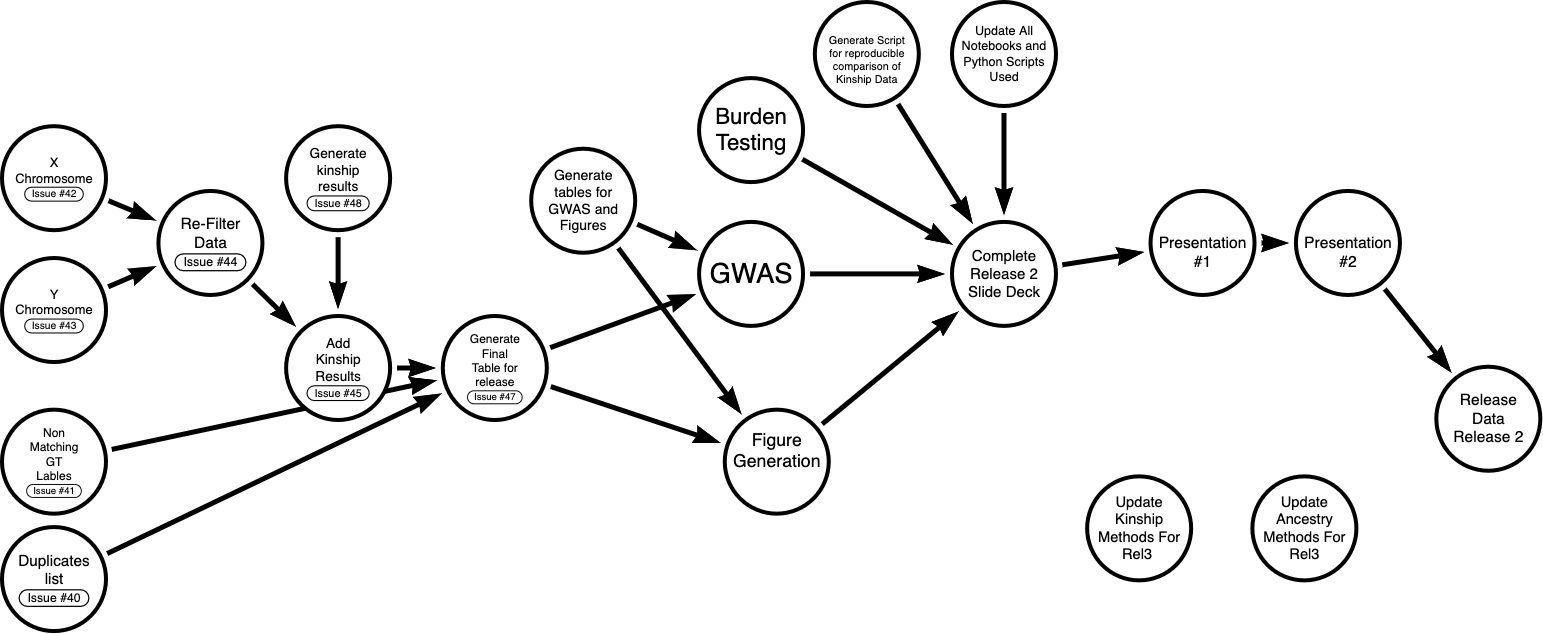 X
Chromosome
Issue #42
Y
Chromosome
Issue #43
Non
Matching
GT
Lables
Issue #41
Duplicates
list
Issue #40
Re-Filter
Data
Issue #44
Generate
kinship
results
Issue #48
Add
Kinship
Results
Issue #45
Generate
Final
Table for
release
Issue #47
Generate
tables for
GWAS and
Figures
Burden
Testing
GWAS
Figure
Generation
Generate Script
for reproducible
comparison of
Kinship Data
Update All
Notebooks and
Python Scripts
Used
Complete
Release 2
Slide Deck
Presentation
#1
Presentation
#2
Release
Data
Release 2
Update
Kinship
Methods For
Rel3
Update
Ancestry
Methods For
Rel3